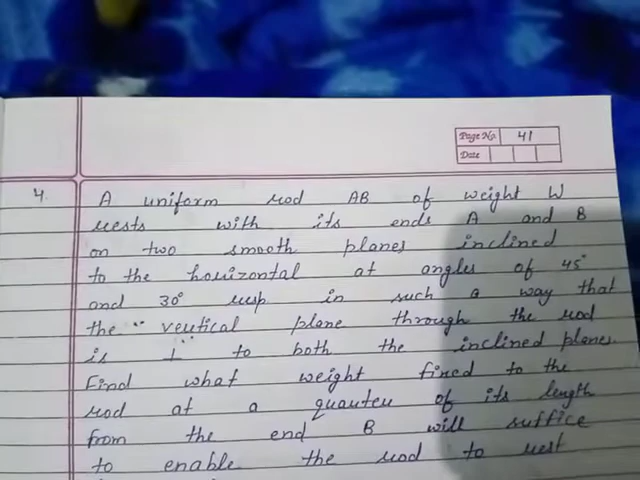 Page No. 41
Date
4. A uniform rod AB of weight W
rests with its ends A and B
on two smooth planes inclined
to the horizontal at angles of 45°
and 30° resp in such a way that
the "vertical plane through the rod
is ⊥" to both the inclined planes.
Find what weight fixed to the
rod at a quarter of its length
from the end B will suffice
to enable the rod to rest